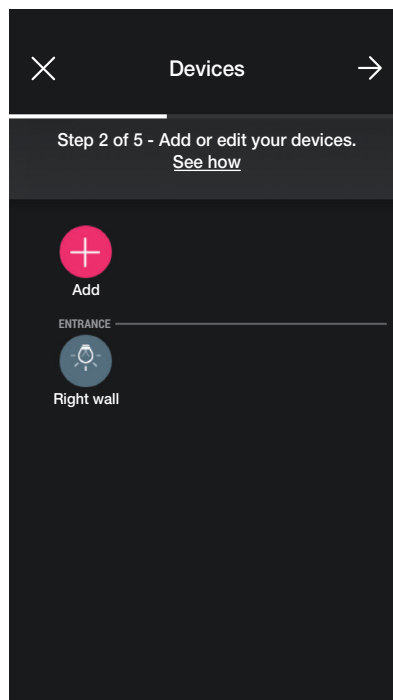 Devices
Step 2 of 5 - Add or edit your devices.
See how
Add
ENTRANCE
Right wall